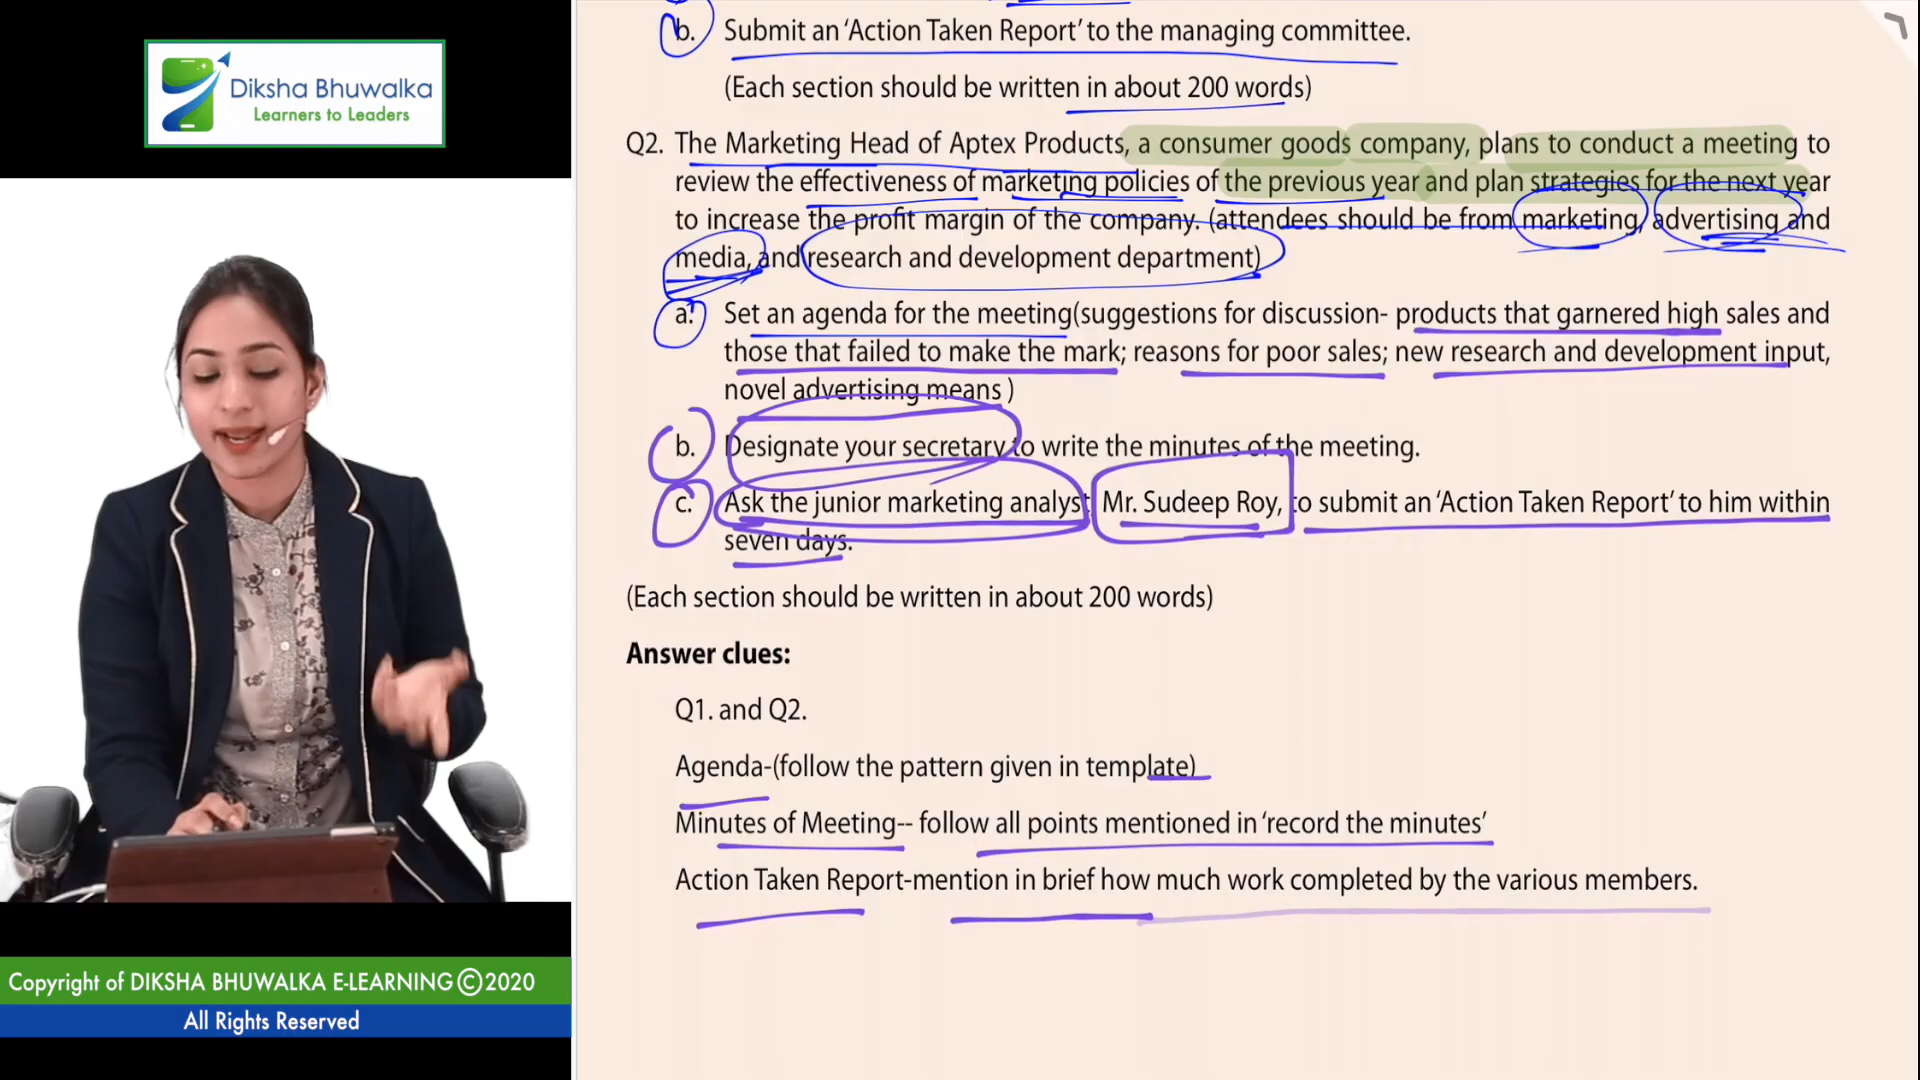 Diksha Bhuwalka
Learners to Leaders
b. Submit an ‘Action Taken Report’ to the managing committee.
(Each section should be written in about 200 words)
Q2. The Marketing Head of Aptex Products, a consumer goods company, plans to conduct a meeting to
review the effectiveness of marketing policies of the previous year and plan strategies for the next year
to increase the profit margin of the company. (attendees should be from marketing, advertising and
media, and research and development department)
a. Set an agenda for the meeting(suggestions for discussion- products that garnered high sales and
those that failed to make the mark; reasons for poor sales; new research and development input,
novel advertising means )
b. Designate your secretary to write the minutes of the meeting.
c. Ask the junior marketing analyst, Mr. Sudeep Roy, to submit an ‘Action Taken Report’ to him within
seven days.
(Each section should be written in about 200 words)
Answer clues:
Q1. and Q2.
Agenda-(follow the pattern given in template)
Minutes of Meeting-- follow all points mentioned in ‘record the minutes’
Action Taken Report-mention in brief how much work completed by the various members.
Copyright of DIKSHA BHUWALKA E-LEARNING©2020
All Rights Reserved